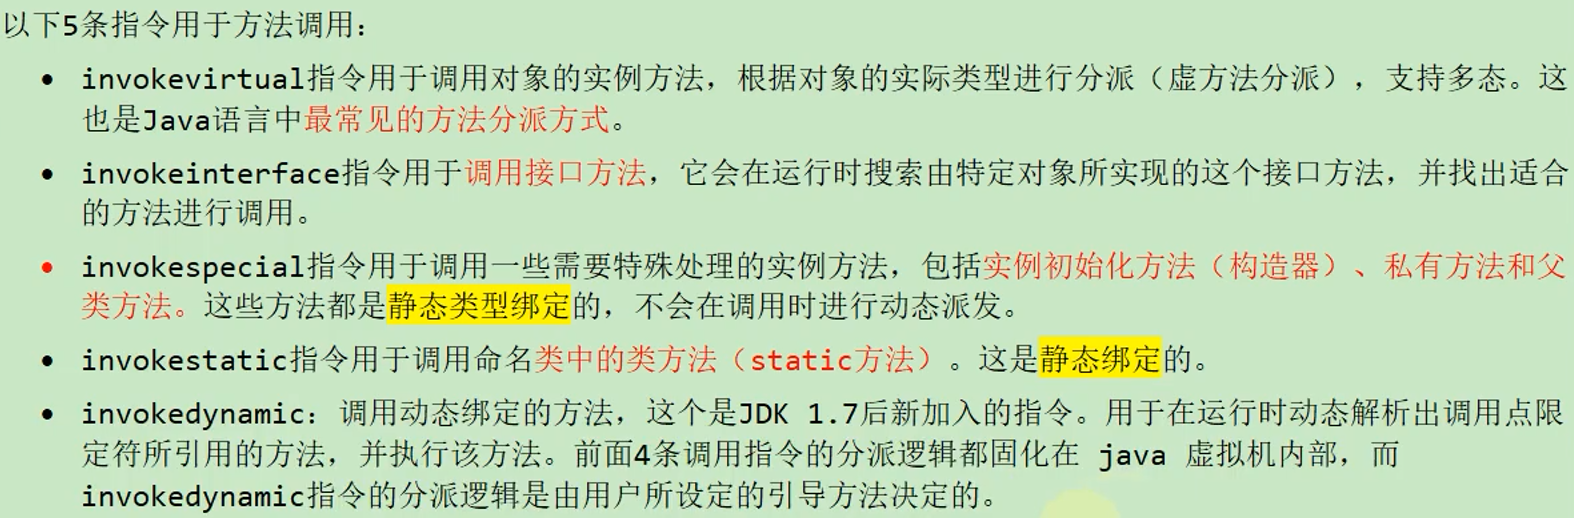 以下5条指令用于方法调用：
• invokevirtual指令用于调用对象的实例方法，根据对象的实际类型进行分派（虚方法分派），支持多态。这
也是Java语言中最常见的方法分派方式。
• invokeinterface指令用于调用接口方法，它会在运行时搜索由特定对象所实现的这个接口方法，并找出适合
的方法进行调用。
• invokespecial指令用于调用一些需要特殊处理的实例方法，包括实例初始化方法（构造器）、私有方法和父
类方法。这些方法都是静态类型绑定的，不会在调用时进行动态派发。
• invokestatic指令用于调用命名类中的类方法（static方法）。这是静态绑定的。
• invokedynamic：调用动态绑定的方法，这个是JDK 1.7后新加入的指令。用于在运行时动态解析出调用点限
定符所引用的方法，并执行该方法。前面4条调用指令的分派逻辑都固化在 java 虚拟机内部，而
invokedynamic指令的分派逻辑是由用户所设定的引导方法决定的。